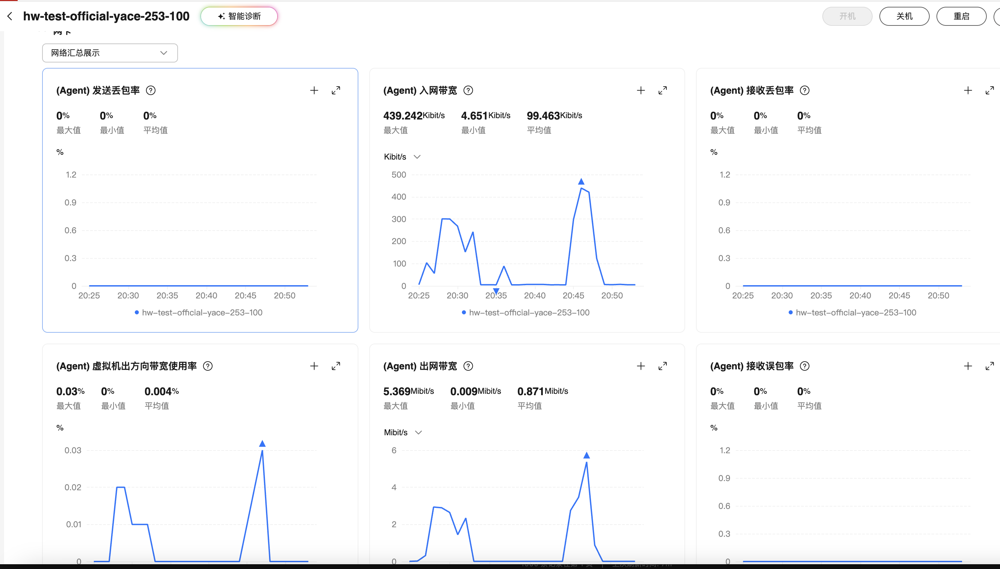 hw-test-official-yace-253-100
智能诊断
开机
关机
重启
网卡
网络汇总展示
(Agent) 发送丢包率
0%
最大值
0%
最小值
0%
平均值
%
1.2
0.9
0.6
0.3
0
20:25 20:30 20:35 20:40 20:45 20:50
hw-test-official-yace-253-100
(Agent) 入网带宽
439.242Kibit/s
最大值
4.651Kibit/s
最小值
99.463Kibit/s
平均值
Kibit/s
500
400
300
200
100
0
20:25 20:30 20:35 20:40 20:45 20:50
hw-test-official-yace-253-100
(Agent) 接收丢包率
0%
最大值
0%
最小值
0%
平均值
%
1.2
0.9
0.6
0.3
0
20:25 20:30 20:35 20:40 20:45 20:50
hw-test-official-yace-253-100
(Agent) 虚拟机出方向带宽使用率
0.03%
最大值
0%
最小值
0.004%
平均值
%
0.03
0.02
0.01
0
(Agent) 出网带宽
5.369Mibit/s
最大值
0.009Mibit/s
最小值
0.871Mibit/s
平均值
Mibit/s
6
4
2
0
(Agent) 接收误包率
0%
最大值
0%
最小值
0%
平均值
%
1.2
0.9
0.6
0.3
0